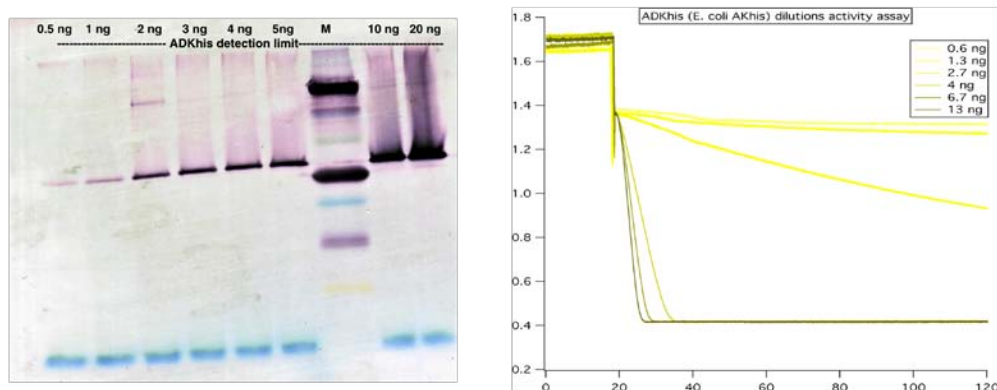 0.5 ng 1 ng 2 ng 3 ng 4 ng 5ng M 10 ng 20 ng
ADKhis detection limit
ADKhis (E. coli AKhis) dilutions activity assay
0.6 ng
1.3 ng
2.7 ng
4 ng
6.7 ng
13 ng
1.8
1.6
1.4
1.2
1.0
0.8
0.6
0.4
0.2
0 20 40 60 80 100 120